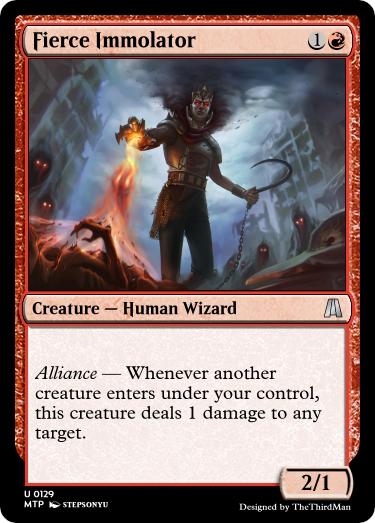 Fierce Immolator 1
Creature — Human Wizard
Alliance — Whenever another
creature enters under your control,
this creature deals 1 damage to any
target.
2/1
U 0129
MTP STEPSONYU
Designed by TheThirdMan